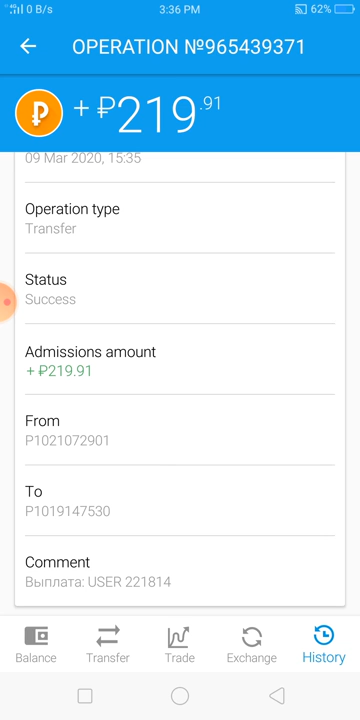 4G 0 B/s 3:36 PM 62%
OPERATION №965439371
+ ₽219.91
09 Mar 2020, 15:35
Operation type
Transfer
Status
Success
Admissions amount
+ ₽219.91
From
P1021072901
To
P1019147530
Comment
Выплата: USER 221814
Balance Transfer Trade Exchange History